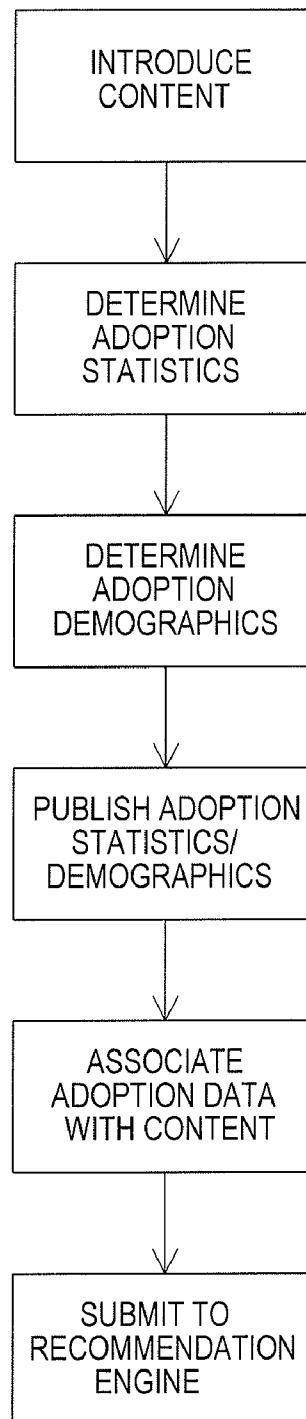 INTRODUCE
CONTENT
DETERMINE
ADOPTION
STATISTICS
DETERMINE
ADOPTION
DEMOGRAPHICS
PUBLISH ADOPTION
STATISTICS/
DEMOGRAPHICS
ASSOCIATE
ADOPTION DATA
WITH CONTENT
SUBMIT TO
RECOMMENDATION
ENGINE